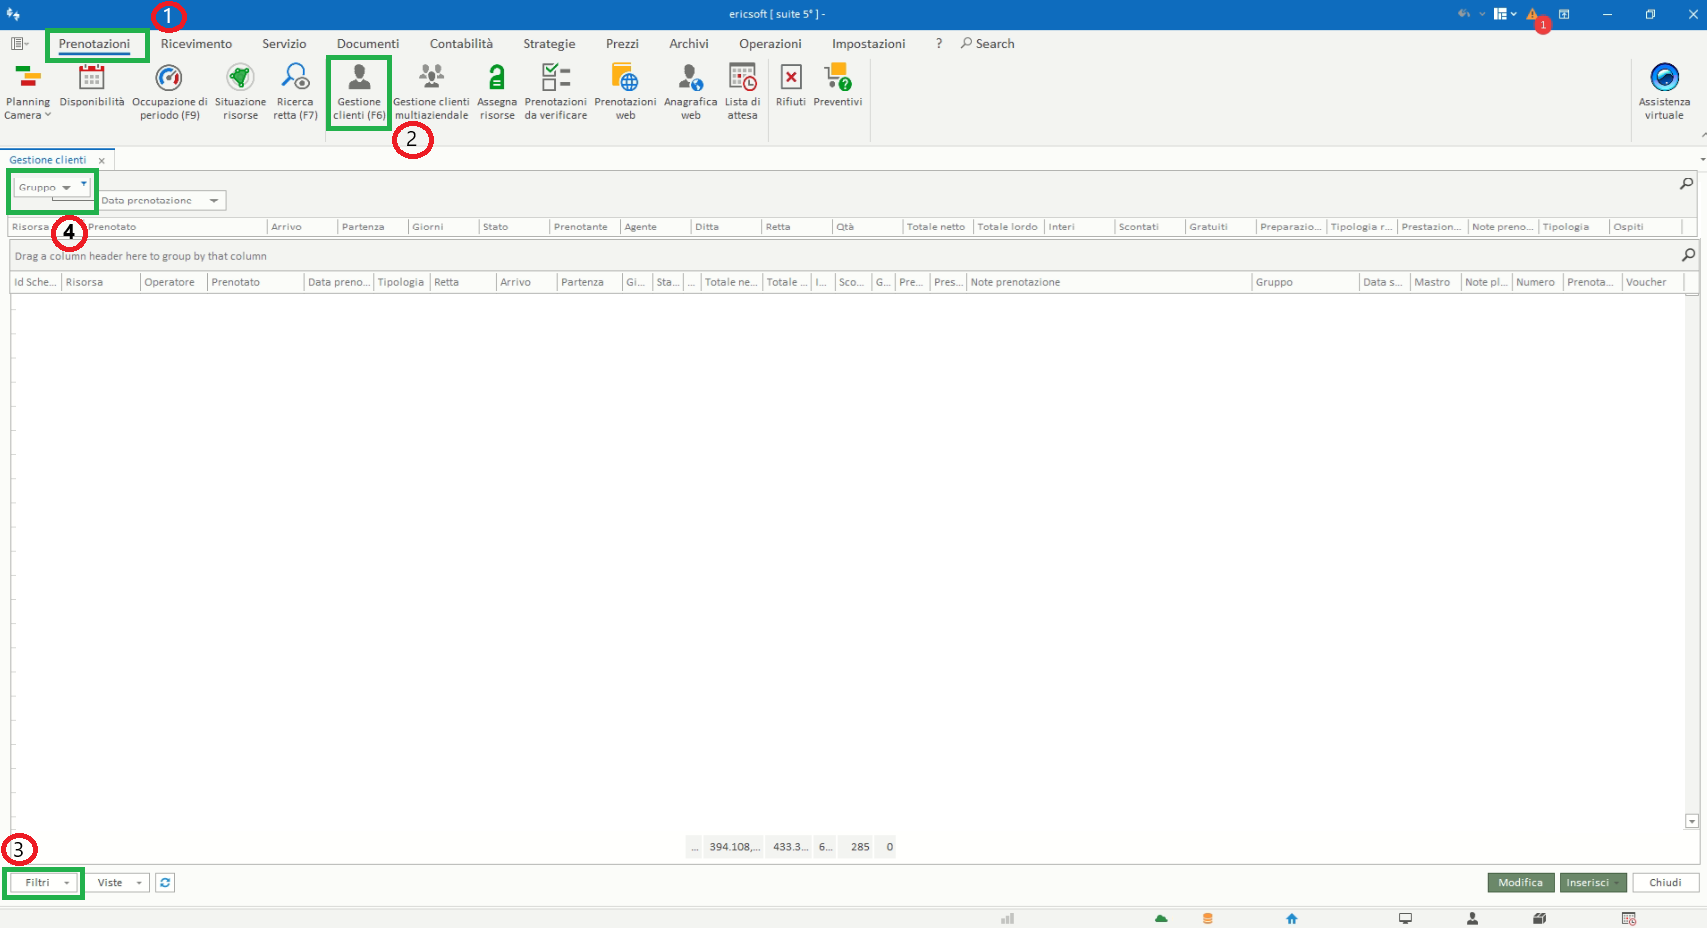 ericsoft [ suite 5® ] -
1
1
Prenotazioni Ricevimento Servizio Documenti Contabilità Strategie Prezzi Archivi Operazioni Impostazioni ? Search
Planning Camera
Disponibilità
Occupazione di periodo (F9)
Situazione risorse
Ricerca retta (F7)
Gestione clienti (F6)
Gestione clienti multiaziendale
Assegna risorse
Prenotazioni da verificare
Prenotazioni web
Anagrafica web
Lista di attesa
Rifiuti
Preventivi
Assistenza virtuale
2
Gestione clienti x
Gruppo
Data prenotazione
4
Risorsa Prenotato Arrivo Partenza Giorni Stato Prenotante Agente Ditta Retta Qtà Totale netto Totale lordo Interi Scontati Gratuiti Preparazio... Tipologia r... Prestazion... Note preno... Tipologia Ospiti
Drag a column header here to group by that column
Id Sche... Risorsa Operatore Prenotato Data preno... Tipologia Retta Arrivo Partenza Gi... Sta... ... Totale ne... Totale ... I... Sco... G... Pre... Pres... Note prenotazione Gruppo Data s... Mastro Note pl... Numero Prenota... Voucher
... 394.108,... 433.3... 6... 285 0
3
Filtri Viste Modifica Inserisci Chiudi